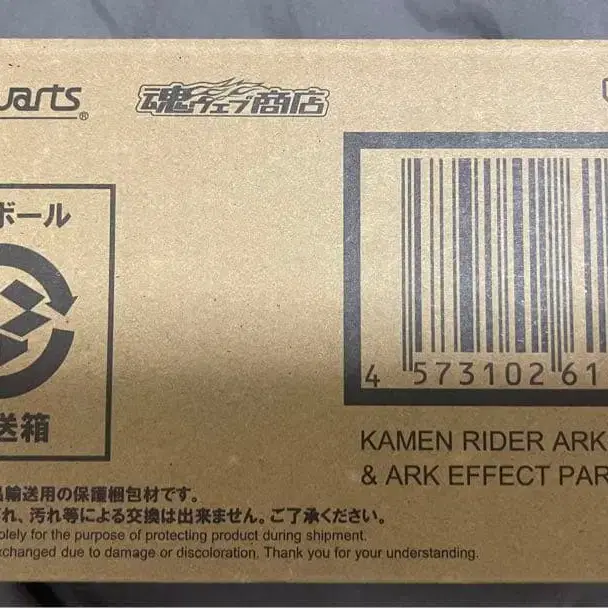 uarts®
魂ウェブ商店
ボール
送箱
4 573102 61
KAMEN RIDER ARK
& ARK EFFECT PAR
輸送用の保護梱包材です。
れ、汚れ等による交換は出来ません。ご了承ください。
olely for the purpose of protecting product during shipment.
xchanged due to damage or discoloration. Thank you for your understanding.